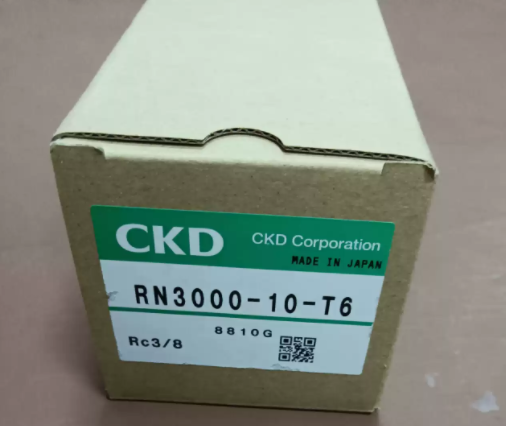 CKD CKD Corporation
MADE IN JAPAN
RN3000-10-T6
8810G
Rc3/8